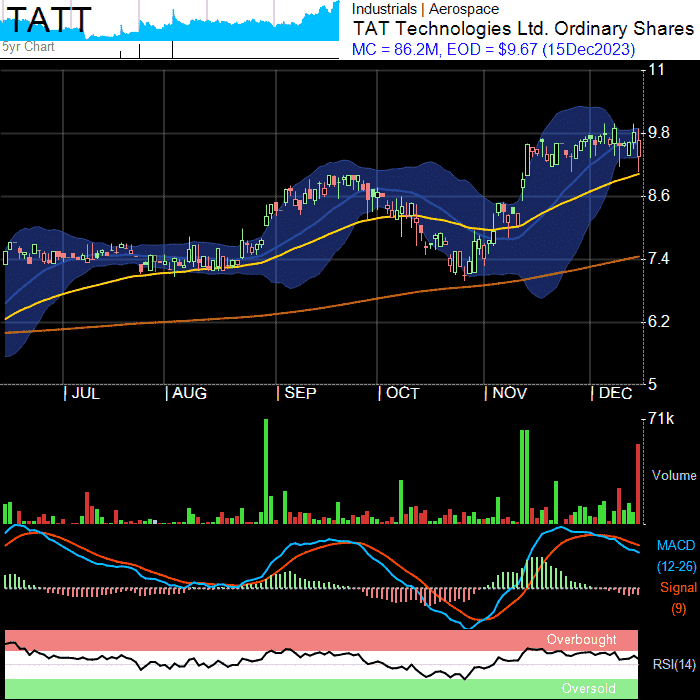 TATT
5yr Chart
Industrials | Aerospace
TAT Technologies Ltd. Ordinary Shares
MC = 86.2M, EOD = $9.67 (15Dec2023)
11
9.8
8.6
7.4
6.2
5
| JUL | AUG | SEP | OCT | NOV | DEC
71k
Volume
MACD
(12-26)
Signal
(9)
Overbought
RSI(14)
Oversold